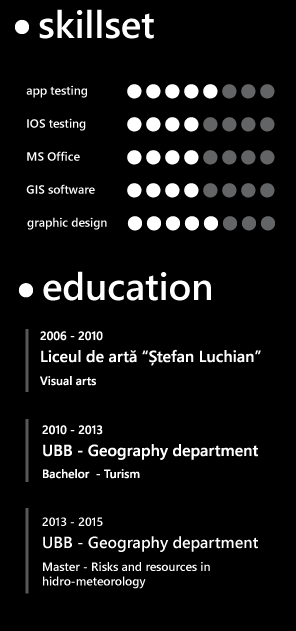 skillset
app testing
IOS testing
MS Office
GIS software
graphic design
education
2006 - 2010
Liceul de artă “Ștefan Luchian”
Visual arts
2010 - 2013
UBB - Geography department
Bachelor - Turism
2013 - 2015
UBB - Geography department
Master - Risks and resources in
hidro-meteorology